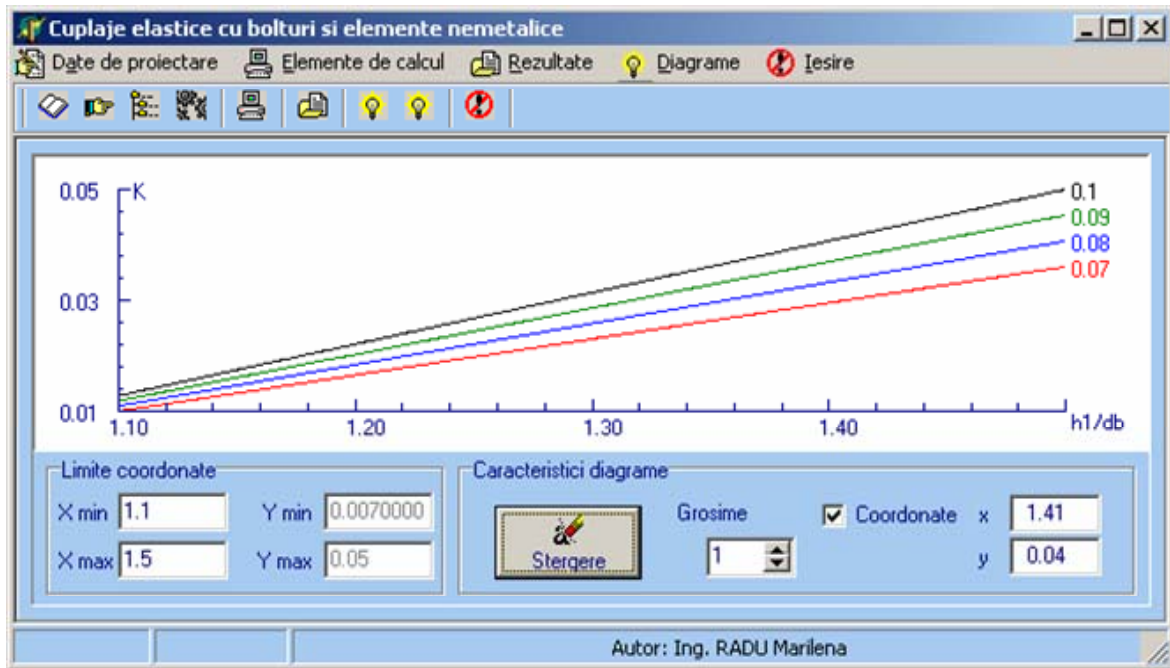 Cuplaje elastice cu bolturi si elemente nemetalice
Date de proiectare Elemente de calcul Rezultate Diagrame Iesire
0.05 K
0.03
0.01
1.10 1.20 1.30 1.40 h1/db
0.1
0.09
0.08
0.07
Limite coordonate
X min 1.1 Y min 0.0070000
X max 1.5 Y max 0.05
Caracteristici diagrame
Stergere
Grosime
1
Coordonate x 1.41
y 0.04
Autor: Ing. RADU Marilena